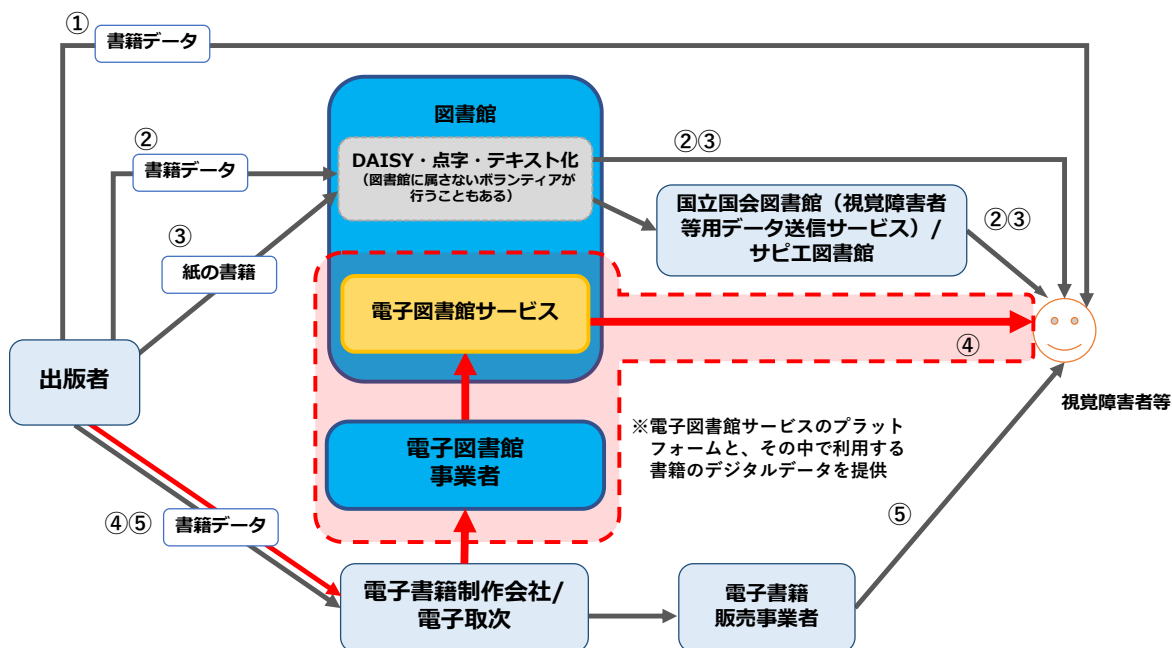 ①
書籍データ
図書館
②
書籍データ
DAISY・点字・テキスト化
(図書館に属さないボランティアが
行うこともある)
②③
国立国会図書館(視覚障害者
等用データ送信サービス)/
サピエ図書館
②③
③
紙の書籍
電子図書館サービス
④
出版者
視覚障害者等
電子図書館
事業者
※電子図書館サービスのプラット
フォームと、その中で利用する
書籍のデジタルデータを提供
④⑤
書籍データ
⑤
電子書籍制作会社/
電子取次
電子書籍
販売事業者